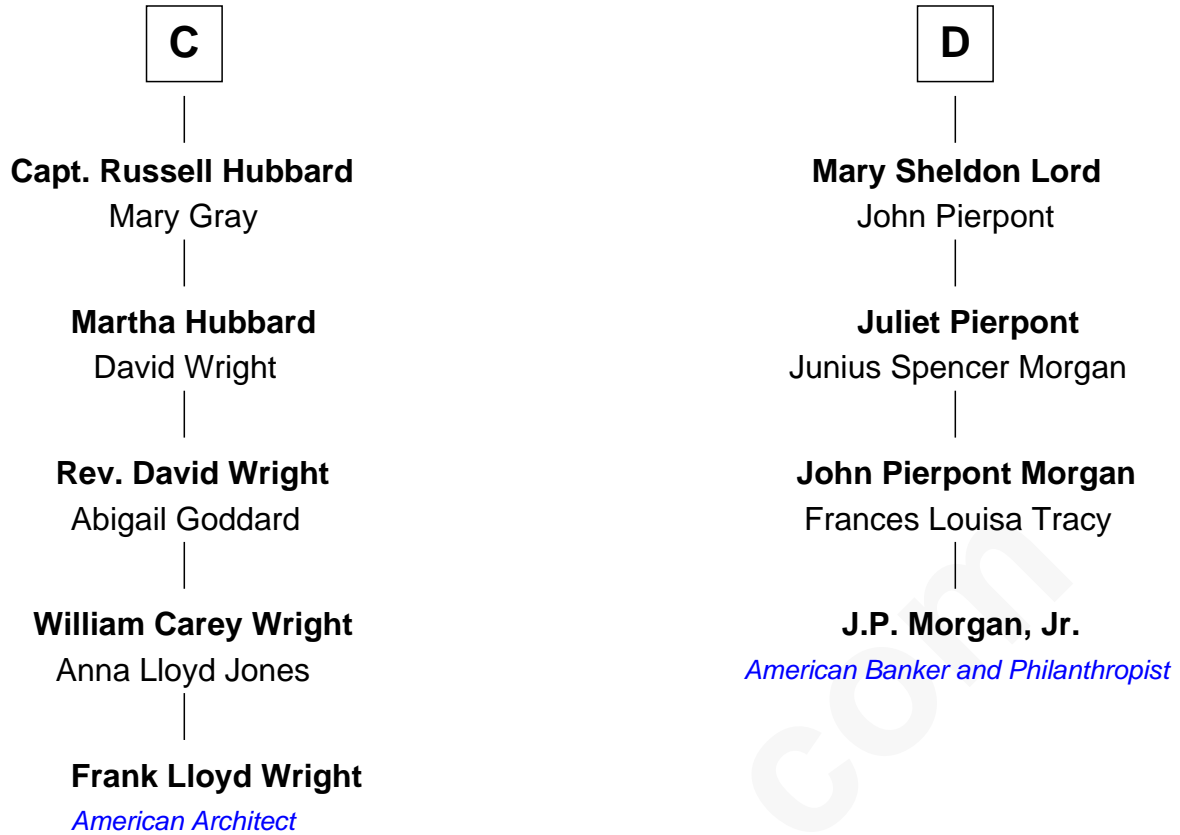 C
Capt. Russell Hubbard
Mary Gray
Martha Hubbard
David Wright
Rev. David Wright
Abigail Goddard
William Carey Wright
Anna Lloyd Jones
Frank Lloyd Wright
American Architect
D
Mary Sheldon Lord
John Pierpont
Juliet Pierpont
Junius Spencer Morgan
John Pierpont Morgan
Frances Louisa Tracy
J.P. Morgan, Jr.
American Banker and Philanthropist
com